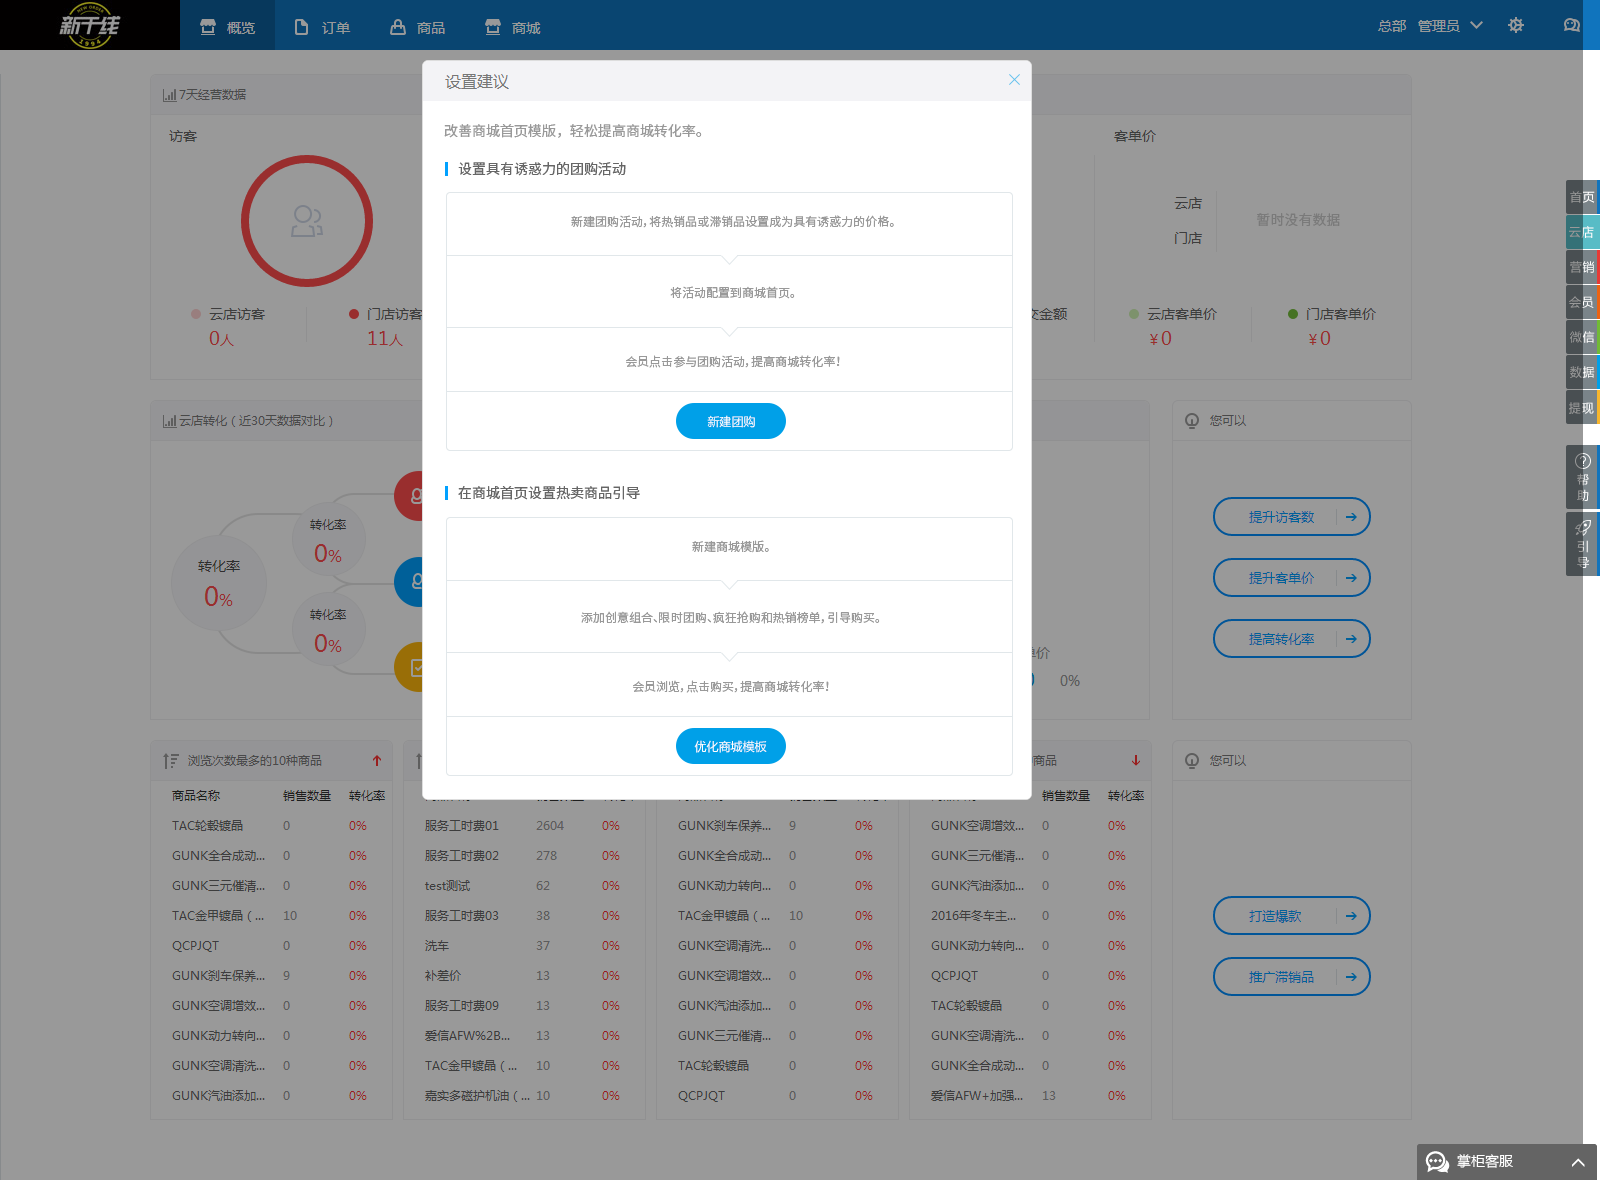 新干线
1994
概览
订单
商品
商城
总部 管理员
设置建议
改善商城首页模版，轻松提高商城转化率。
设置具有诱惑力的团购活动
新建团购活动，将热销品或滞销品设置成为具有诱惑力的价格。
将活动配置到商城首页。
会员点击参与团购活动，提高商城转化率！
新建团购
在商城首页设置热卖商品引导
新建商城模版。
添加创意组合、限时团购、疯狂抢购和热销榜单，引导购买。
会员浏览，点击购买，提高商城转化率！
优化商城模板
7天经营数据
访客
云店访客
0人
门店访客
11人
交金额
客单价
云店
门店
暂时没有数据
云店客单价
¥0
门店客单价
¥0
云店转化（近30天数据对比）
转化率
0%
转化率
0%
转化率
0%
单价
0%
您可以
提升访客数
提升客单价
提高转化率
浏览次数最多的10种商品
商品名称 销售数量 转化率
TAC轮毂镀晶 0 0%
GUNK全合成动... 0 0%
GUNK三元催清... 0 0%
TAC金甲镀晶（... 10 0%
QCPJQT 0 0%
GUNK刹车保养... 9 0%
GUNK空调增效... 0 0%
GUNK动力转向... 0 0%
GUNK空调清洗... 0 0%
GUNK汽油添加... 0 0%
服务工时费01 2604 0%
服务工时费02 278 0%
test测试 62 0%
服务工时费03 38 0%
洗车 37 0%
补差价 13 0%
服务工时费09 13 0%
爱信AFW%2B... 13 0%
TAC金甲镀晶（... 10 0%
嘉实多磁护机油（... 10 0%
GUNK刹车保养... 9 0%
GUNK全合成动... 0 0%
GUNK动力转向... 0 0%
TAC金甲镀晶（... 10 0%
GUNK空调清洗... 0 0%
GUNK空调增效... 0 0%
GUNK汽油添加... 0 0%
GUNK三元催清... 0 0%
TAC轮毂镀晶 0 0%
QCPJQT 0 0%
商品
销售数量 转化率
GUNK空调增效... 0 0%
GUNK三元催清... 0 0%
GUNK汽油添加... 0 0%
2016年冬车主... 0 0%
GUNK动力转向... 0 0%
QCPJQT 0 0%
TAC轮毂镀晶 0 0%
GUNK空调清洗... 0 0%
GUNK全合成动... 0 0%
爱信AFW+加强... 13 0%
您可以
打造爆款
推广滞销品
首页
云店
营销
会员
微信
数据
提现
帮助
引导
掌柜客服